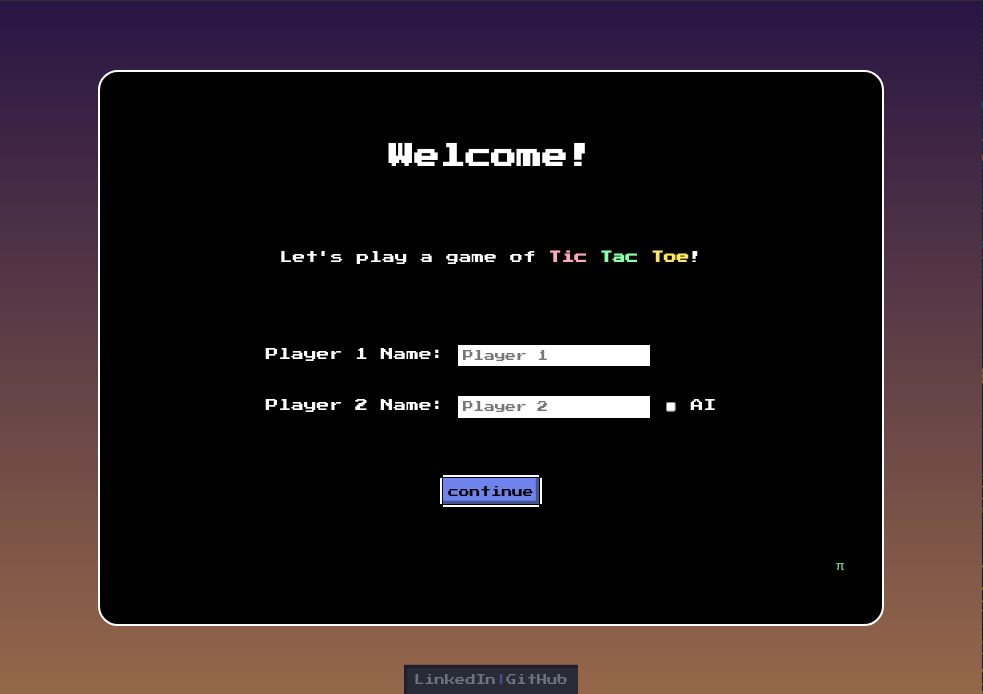 Welcome!
Let's play a game of Tic Tac Toe!
Player 1 Name: Player 1
Player 2 Name: Player 2 AI
continue
π
LinkedIn|GitHub